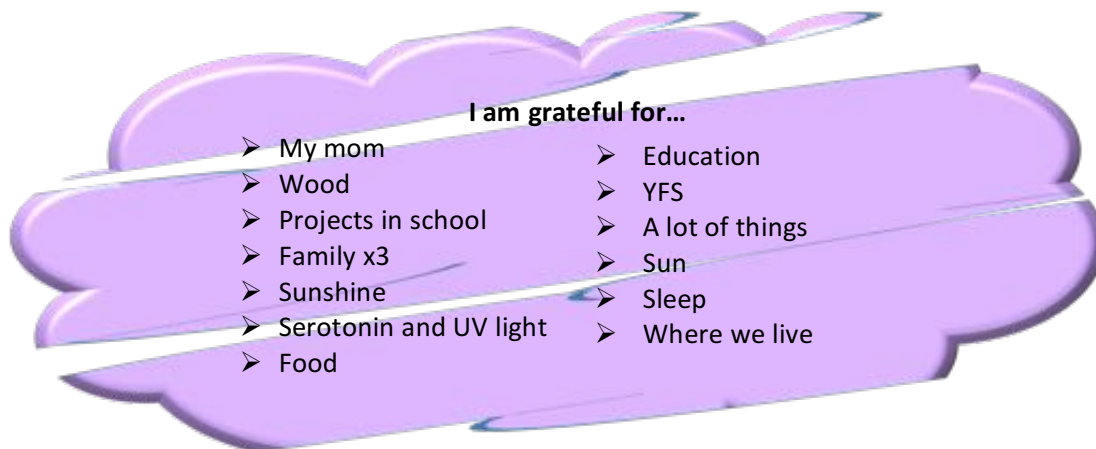 I am grateful for…
➢ My mom
➢ Wood
➢ Projects in school
➢ Family x3
➢ Sunshine
➢ Serotonin and UV light
➢ Food
➢ Education
➢ YFS
➢ A lot of things
➢ Sun
➢ Sleep
➢ Where we live